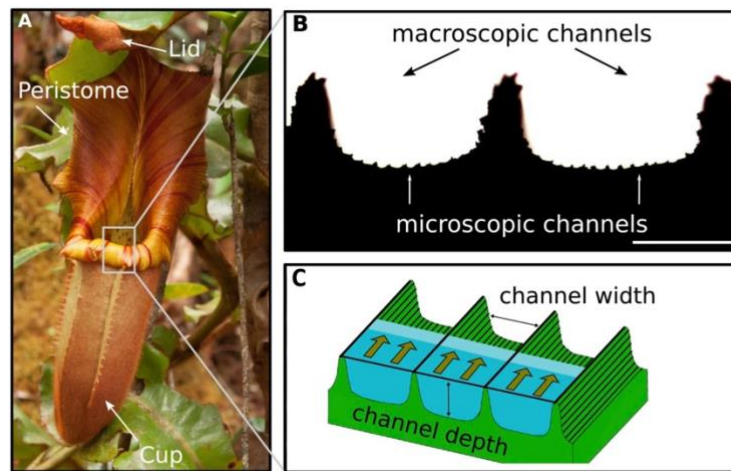 A
Lid
Peristome
Cup
B
macroscopic channels
microscopic channels
C
channel width
channel depth